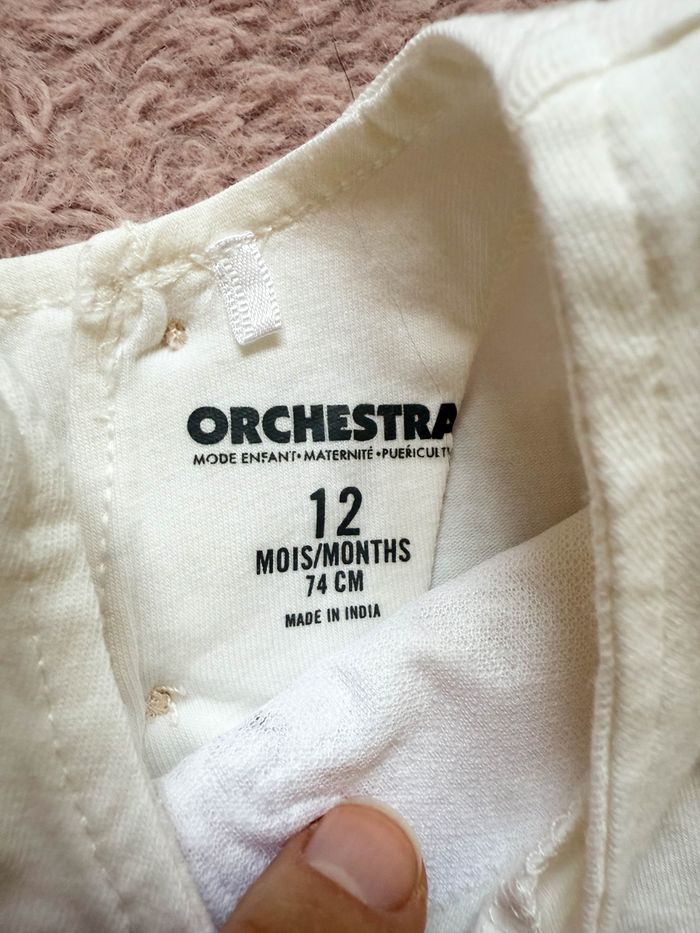 ORCHESTRA
MODE ENFANT • MATERNITÉ •
12
MOIS/MONTHS
74 CM
MADE IN INDIA